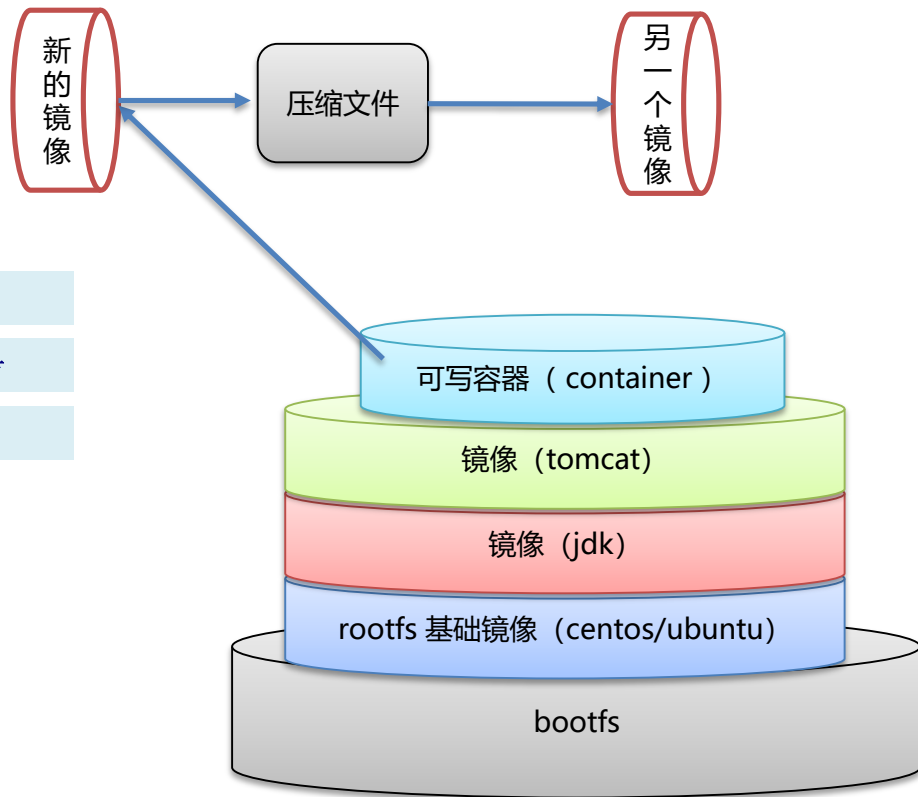 新的镜像
压缩文件
另一个镜像
可写容器（ container ）
镜像（tomcat）
镜像（jdk）
rootfs 基础镜像（centos/ubuntu）
bootfs